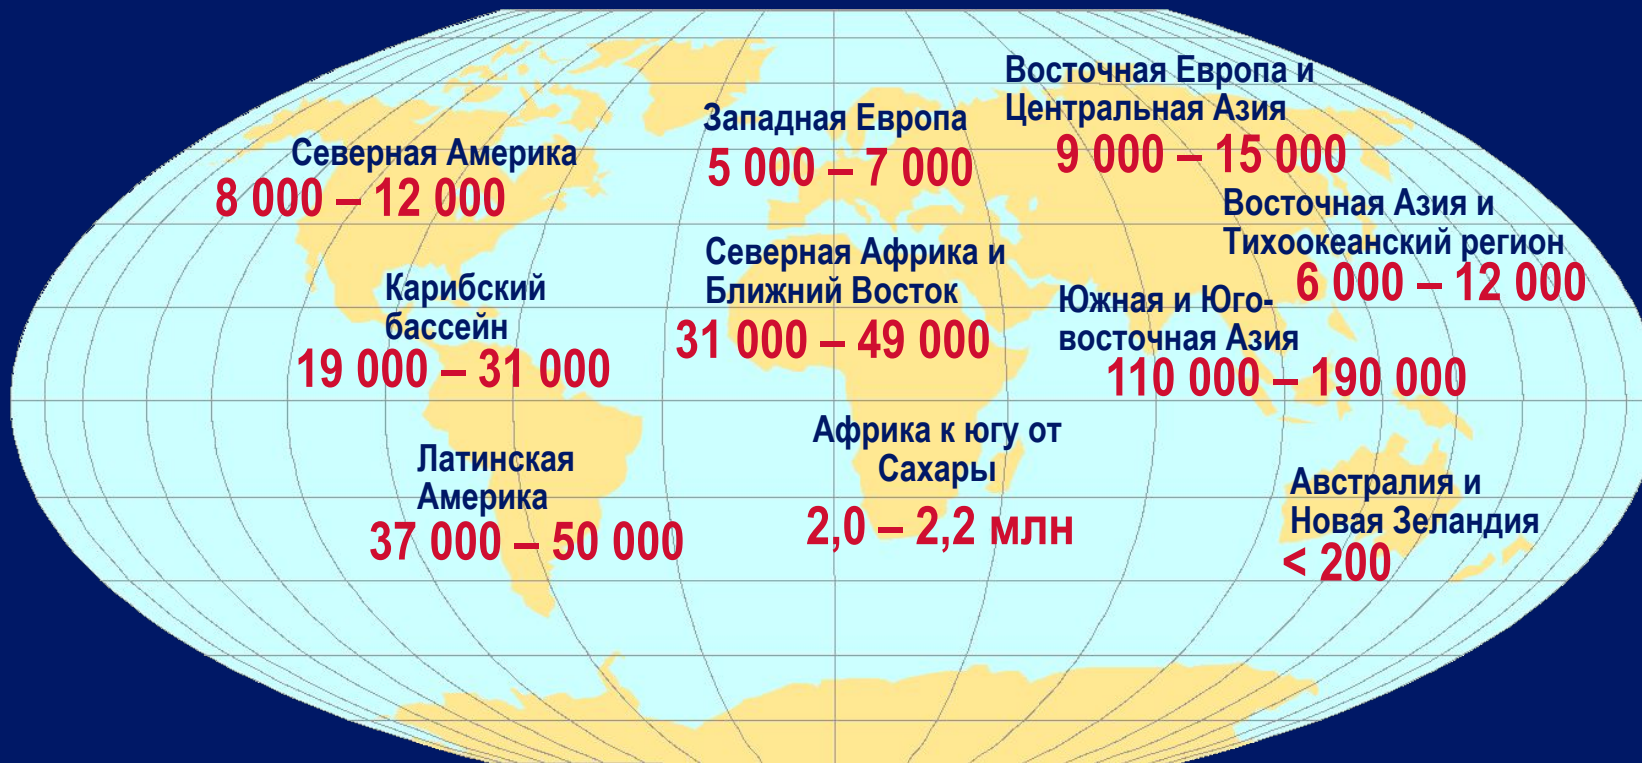 Восточная Европа и
Центральная Азия
9 000 – 15 000
Западная Европа
5 000 – 7 000
Северная Америка
8 000 – 12 000
Восточная Азия и
Тихоокеанский регион
6 000 – 12 000
Северная Африка и
Ближний Восток
31 000 – 49 000
Карибский
бассейн
19 000 – 31 000
Южная и Юго-
восточная Азия
110 000 – 190 000
Африка к югу от
Сахары
2,0 – 2,2 млн
Латинская
Америка
37 000 – 50 000
Австралия и
Новая Зеландия
< 200